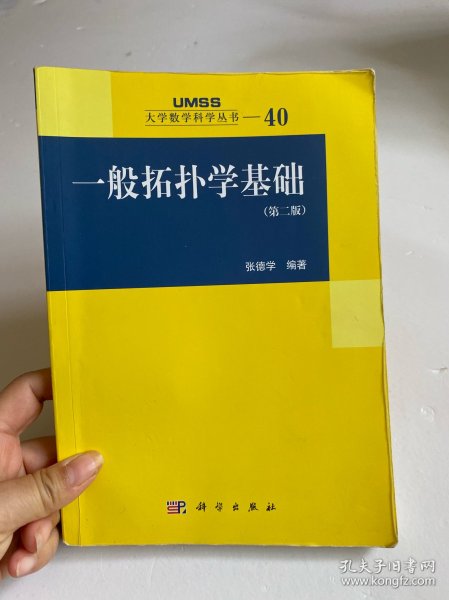 UMSS
大学数学科学丛书—40
一般拓扑学基础
(第二版)
张德学 编著
科学出版社
孔夫子旧书网
www.kongfz.com